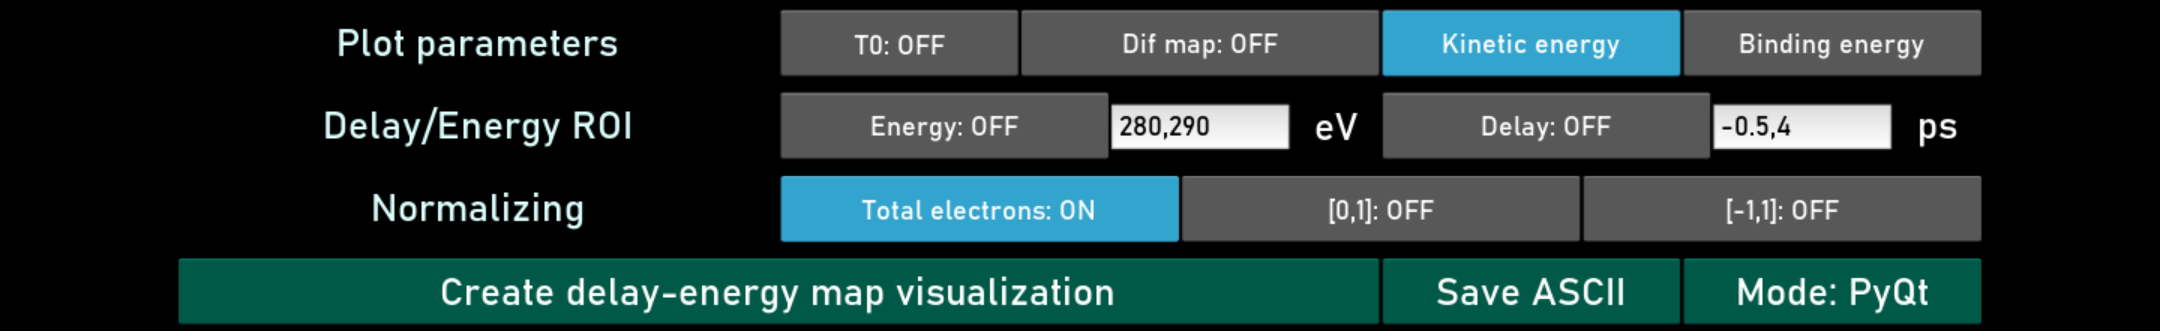 Plot parameters T0: OFF Dif map: OFF Kinetic energy Binding energy
Delay/Energy ROI Energy: OFF 280,290 eV Delay: OFF -0.5,4 ps
Normalizing Total electrons: ON [0,1]: OFF [-1,1]: OFF
Create delay-energy map visualization Save ASCII Mode: PyQt